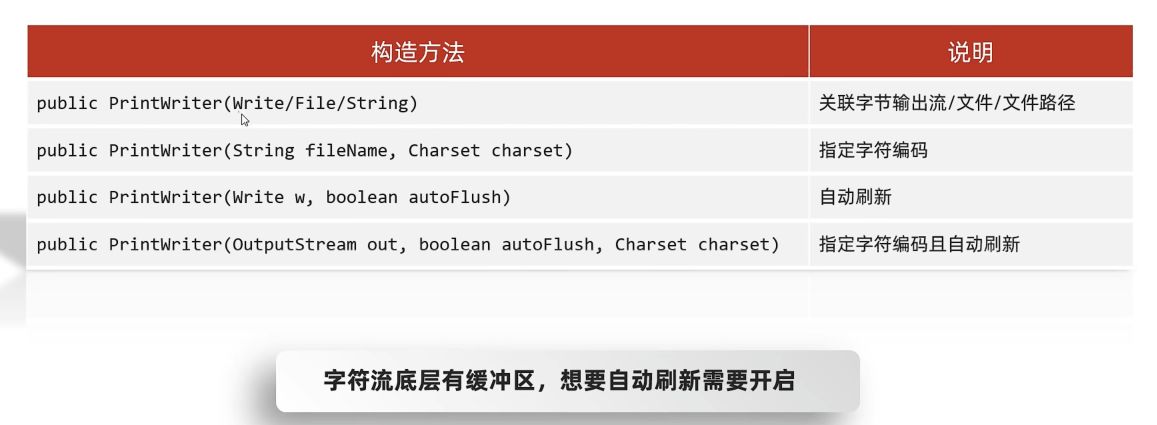 构造方法 说明
public PrintWriter(Write/File/String) 关联字节输出流/文件/文件路径
public PrintWriter(String fileName, Charset charset) 指定字符编码
public PrintWriter(Write w, boolean autoFlush) 自动刷新
public PrintWriter(OutputStream out, boolean autoFlush, Charset charset) 指定字符编码且自动刷新
字符流底层有缓冲区，想要自动刷新需要开启